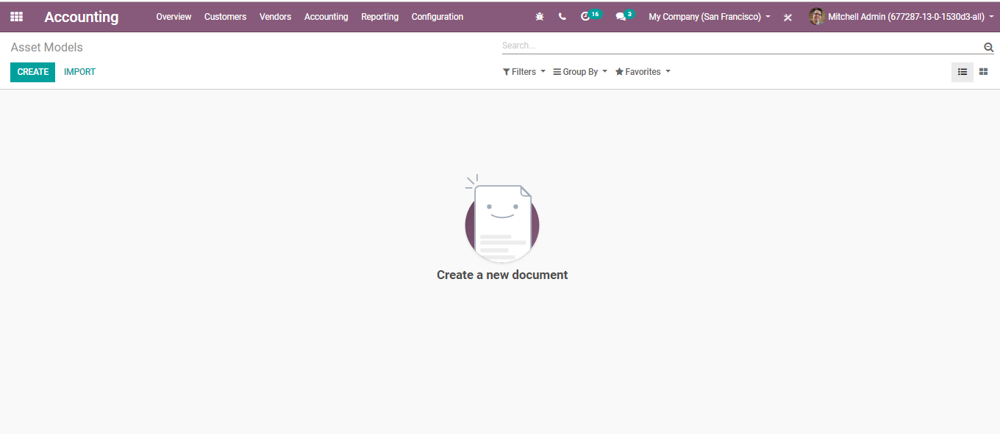 Accounting Overview Customers Vendors Accounting Reporting Configuration 16 3 My Company (San Francisco) Mitchell Admin (677287-13-0-1530d3-all)
Asset Models Search...
CREATE IMPORT Filters Group By Favorites
Create a new document